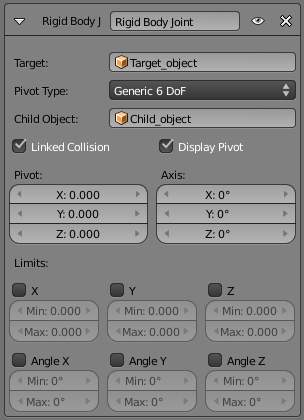 Rigid Body J Rigid Body Joint
Target: Target_object
Pivot Type: Generic 6 DoF
Child Object: Child_object
Linked Collision Display Pivot
Pivot: Axis:
X: 0.000 X: 0°
Y: 0.000 Y: 0°
Z: 0.000 Z: 0°
Limits:
X Y Z
Min: 0.000 Min: 0.000 Min: 0.000
Max: 0.000 Max: 0.000 Max: 0.000
Angle X Angle Y Angle Z
Min: 0° Min: 0° Min: 0°
Max: 0° Max: 0° Max: 0°